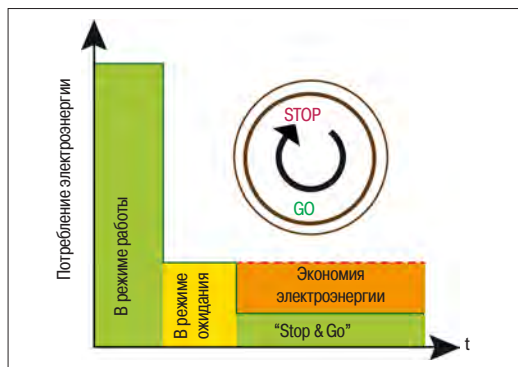 Потребление электроэнергии
В режиме работы
В режиме
ожидания
STOP
GO
Экономия
электроэнергии
“Stop & Go”
t